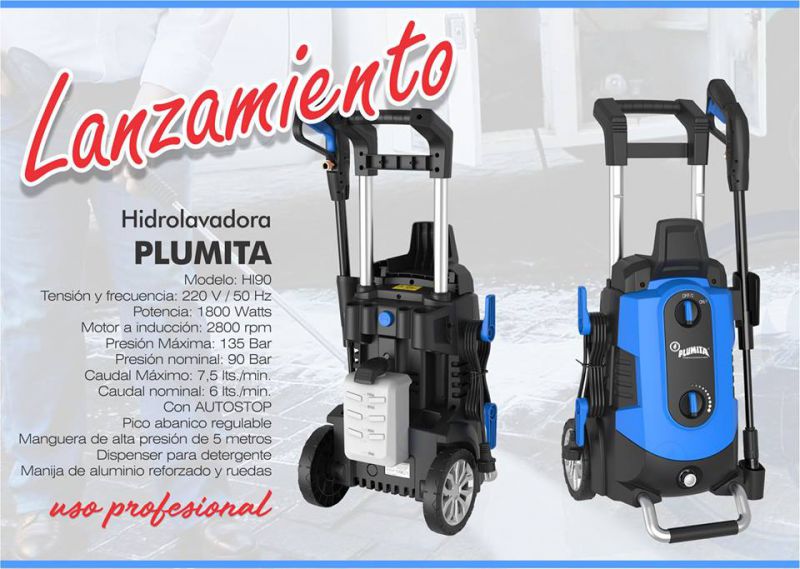 Lanzamiento
Hidrolavadora
PLUMITA
Modelo: HI90
Tensión y frecuencia: 220 V / 50 Hz
Potencia: 1800 Watts
Motor a inducción: 2800 rpm
Presión Máxima: 135 Bar
Presión nominal: 90 Bar
Caudal Máximo: 7,5 lts./min.
Caudal nominal: 6 lts./min.
Con AUTOSTOP
Pico abanico regulable
Manguera de alta presión de 5 metros
Dispenser para detergente
Manija de aluminio reforzado y ruedas
uso profesional
PLUMITA